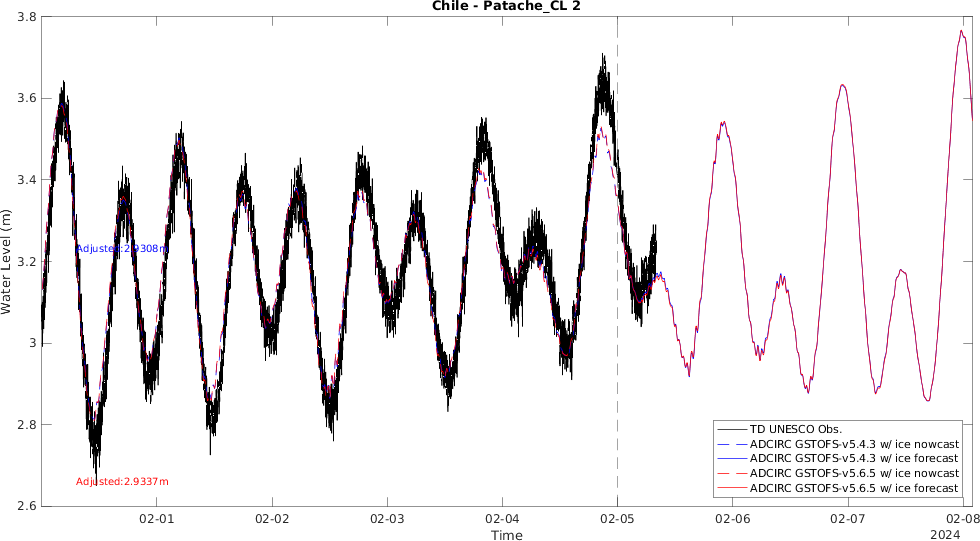 Chile - Patache_CL 2
Water Level (m)
3.8
3.6
3.4
3.2
3
2.8
2.6
Adjusted:2.9308m
Adjusted:2.9337m
TD UNESCO Obs.
ADCIRC GSTOFS-v5.4.3 w/ ice nowcast
ADCIRC GSTOFS-v5.4.3 w/ ice forecast
ADCIRC GSTOFS-v5.6.5 w/ ice nowcast
ADCIRC GSTOFS-v5.6.5 w/ ice forecast
02-01 02-02 02-03 02-04 02-05 02-06 02-07 02-08
Time
2024